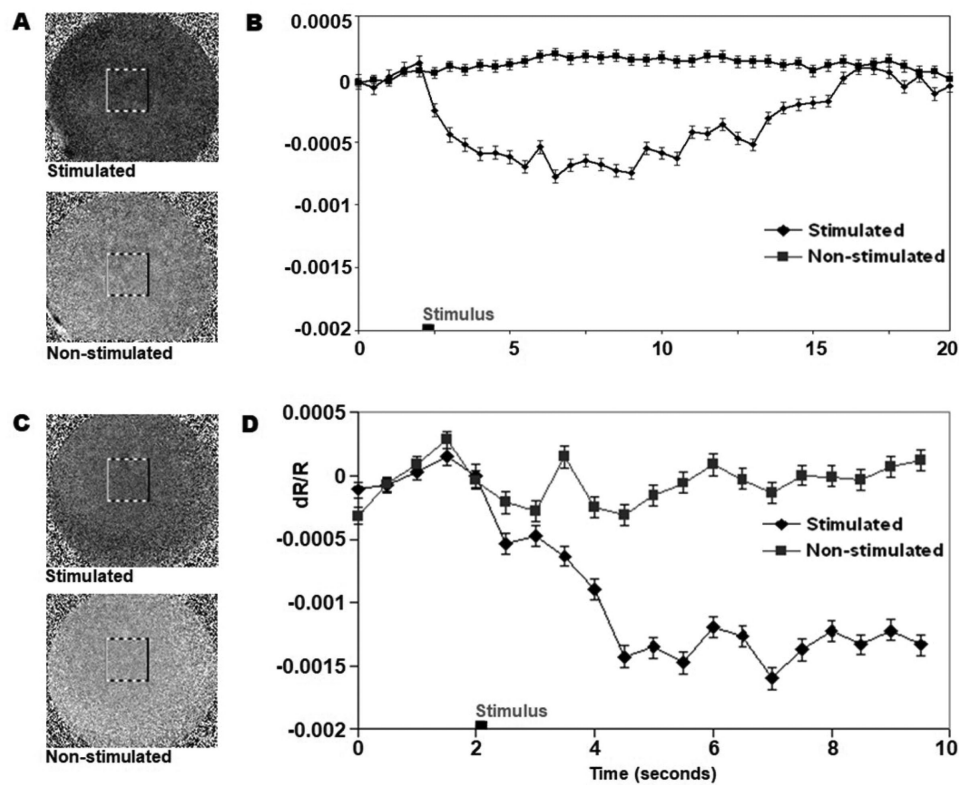 A
Stimulated
Non-stimulated
B
0.0005
0
-0.0005
-0.001
-0.0015
-0.002
Stimulated
Non-stimulated
Stimulus
0
5
10
15
20
C
Stimulated
Non-stimulated
D
dR/R
0.0005
0
-0.0005
-0.001
-0.0015
-0.002
Stimulated
Non-stimulated
Stimulus
0
2
4
6
8
10
Time (seconds)